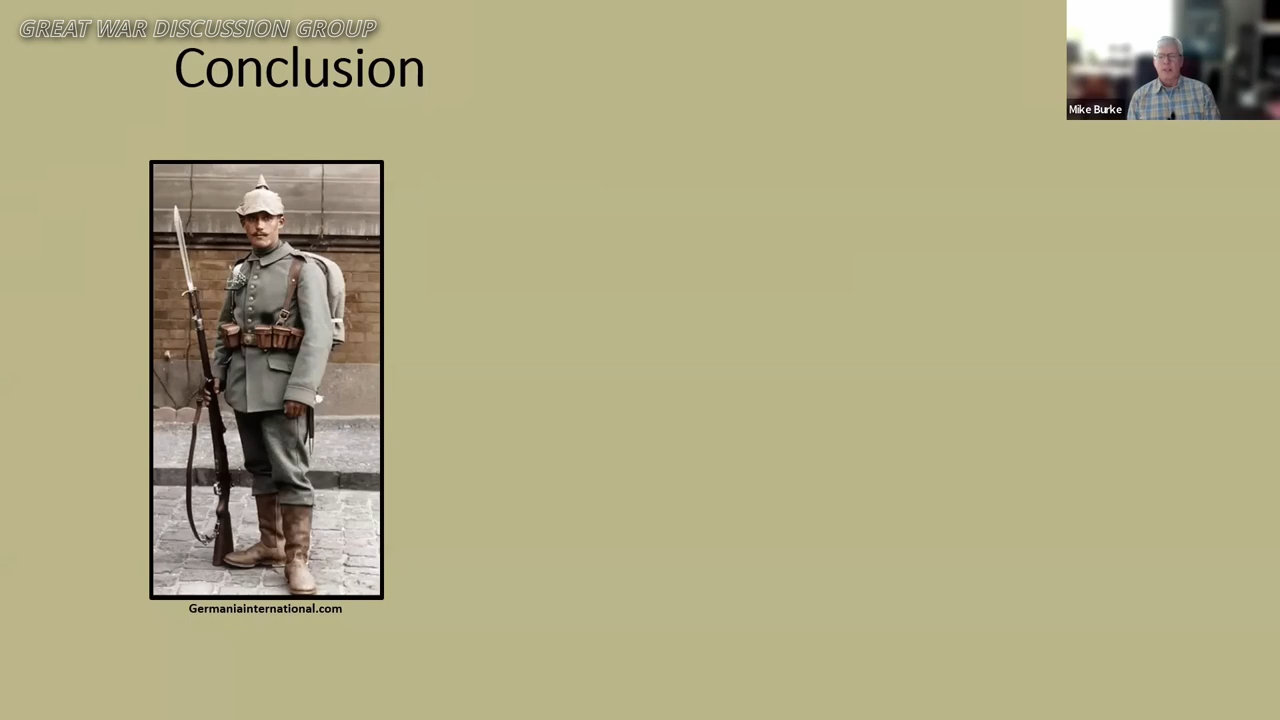 GREAT WAR DISCUSSION GROUP
Conclusion
Mike Burke
Germaniainternational.com